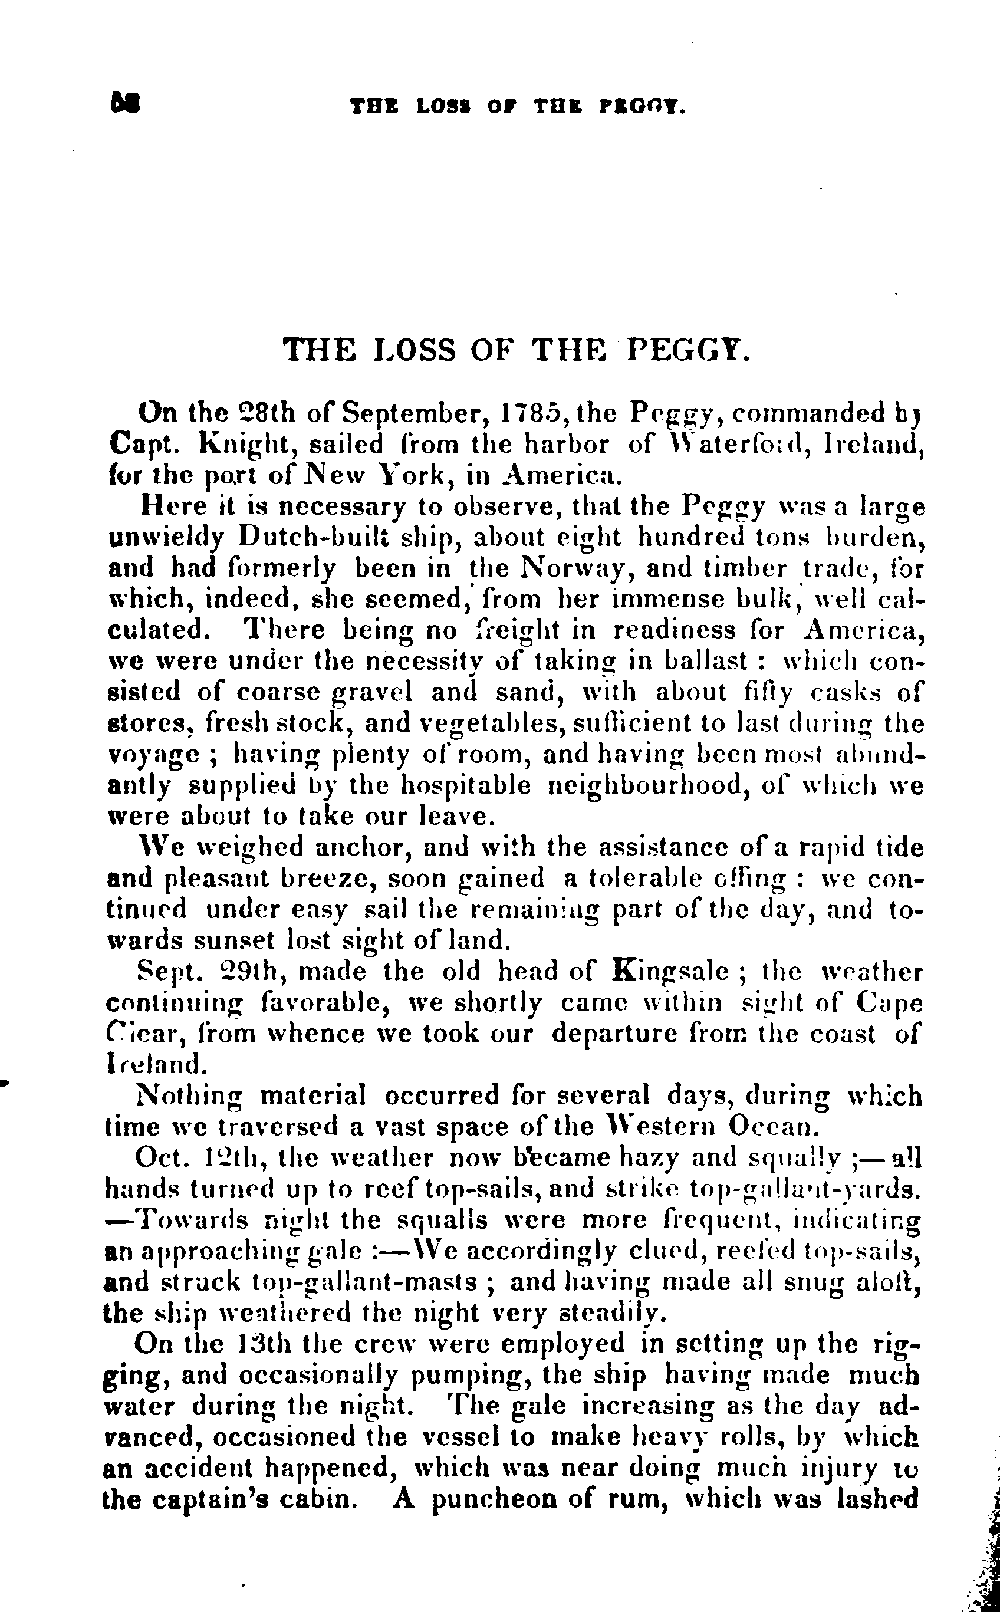 THE LOSS OF THE PEGGY.
THE LOSS OF THE PEGGY.
On the 28th of September, 1785, the Peggy, commanded by
Capt. Knight, sailed from the harbor of Waterford, Ireland,
for the port of New York, in America.
Here it is necessary to observe, that the Peggy was a large
unwieldy Dutch-built ship, about eight hundred tons burden,
and had formerly been in the Norway, and timber trade, for
which, indeed, she seemed, from her immense bulk, well cal-
culated. There being no freight in readiness for America,
we were under the necessity of taking in ballast : which con-
sisted of coarse gravel and sand, with about fifty casks of
stores, fresh stock, and vegetables, sufficient to last during the
voyage ; having plenty of room, and having been most abund-
antly supplied by the hospitable neighbourhood, of which we
were about to take our leave.
We weighed anchor, and with the assistance of a rapid tide
and pleasant breeze, soon gained a tolerable offing : we con-
tinued under easy sail the remaining part of the day, and to-
wards sunset lost sight of land.
Sept. 29th, made the old head of Kingsale ; the weather
continuing favorable, we shortly came within sight of Cape
Clear, from whence we took our departure from the coast of
Ireland.
Nothing material occurred for several days, during which
time we traversed a vast space of the Western Ocean.
Oct. 12th, the weather now became hazy and squally ;—all
hands turned up to reef top-sails, and strike top-gallant-yards.
—Towards night the squalls were more frequent, indicating
an approaching gale :—We accordingly clued, reefed top-sails,
and struck top-gallant-masts ; and having made all snug aloft,
the ship weathered the night very steadily.
On the 13th the crew were employed in setting up the rig-
ging, and occasionally pumping, the ship having made much
water during the night. The gale increasing as the day ad-
vanced, occasioned the vessel to make heavy rolls, by which
an accident happened, which was near doing much injury to
the captain's cabin. A puncheon of rum, which was lashed